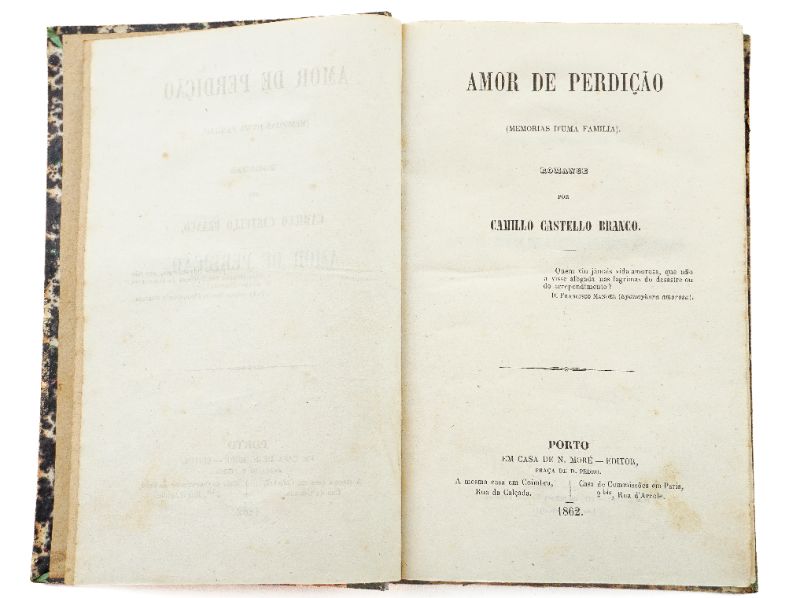 AMOR DE PERDIÇÃO
(MEMORIAS D'UMA FAMILIA).
ROMANCE
POR
CAMILLO CASTELLO BRANCO.
Quem viu jámais vida amorosa, que não
a visse afogada nas lagrimas do desastre ou
do arrependimento?
D. FRANCISCO MANOEL (Epanaphora amorosa).
PORTO
EM CASA DE N. MORÉ — EDITOR,
PRAÇA DE D. PEDRO.
A mesma casa em Coimbra,
Rua da Calçada.
Casa de Commissões em Paris,
2 bis, Rua d'Arcole.
1862.